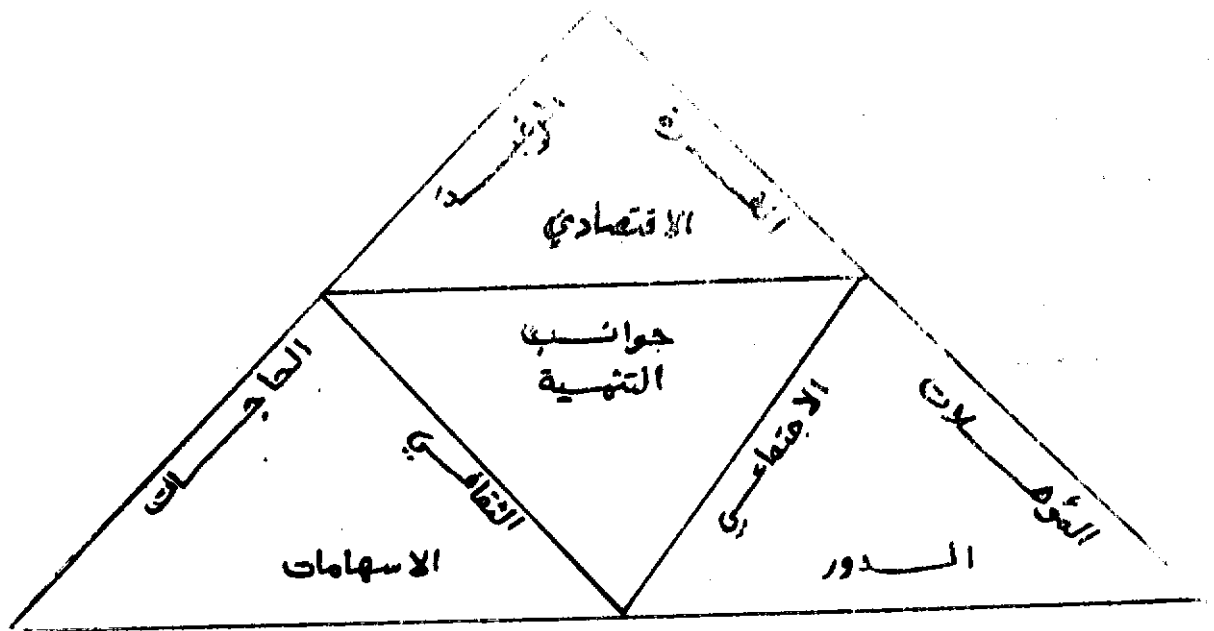 الاقتصادي
جوانب
التنمية
الحاجات
الثقافي
الاجتماعي
المؤهلات
الاسهامات
الدور